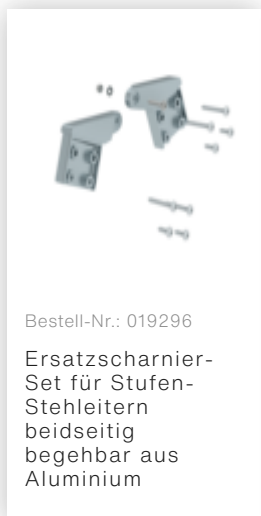 Bestell-Nr.: 019296
Ersatzscharnier-
Set für Stufen-
Stehleitern
beidseitig
begehbar aus
Aluminium